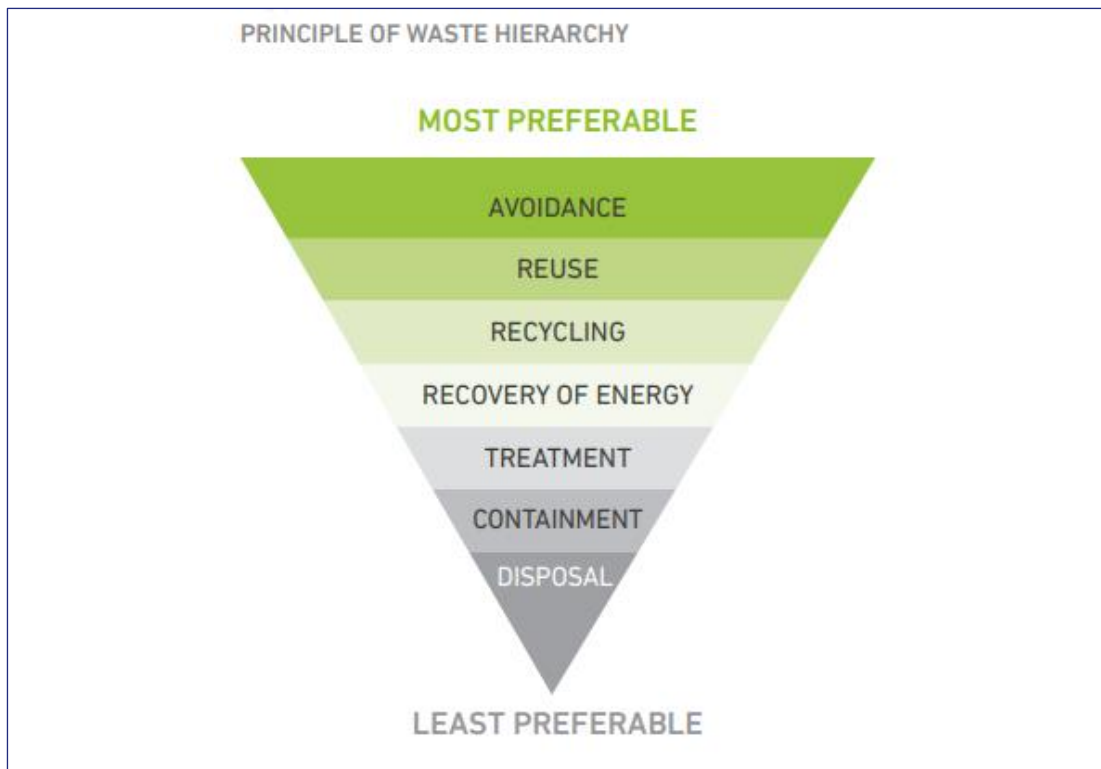 PRINCIPLE OF WASTE HIERARCHY
MOST PREFERABLE
AVOIDANCE
REUSE
RECYCLING
RECOVERY OF ENERGY
TREATMENT
CONTAINMENT
DISPOSAL
LEAST PREFERABLE